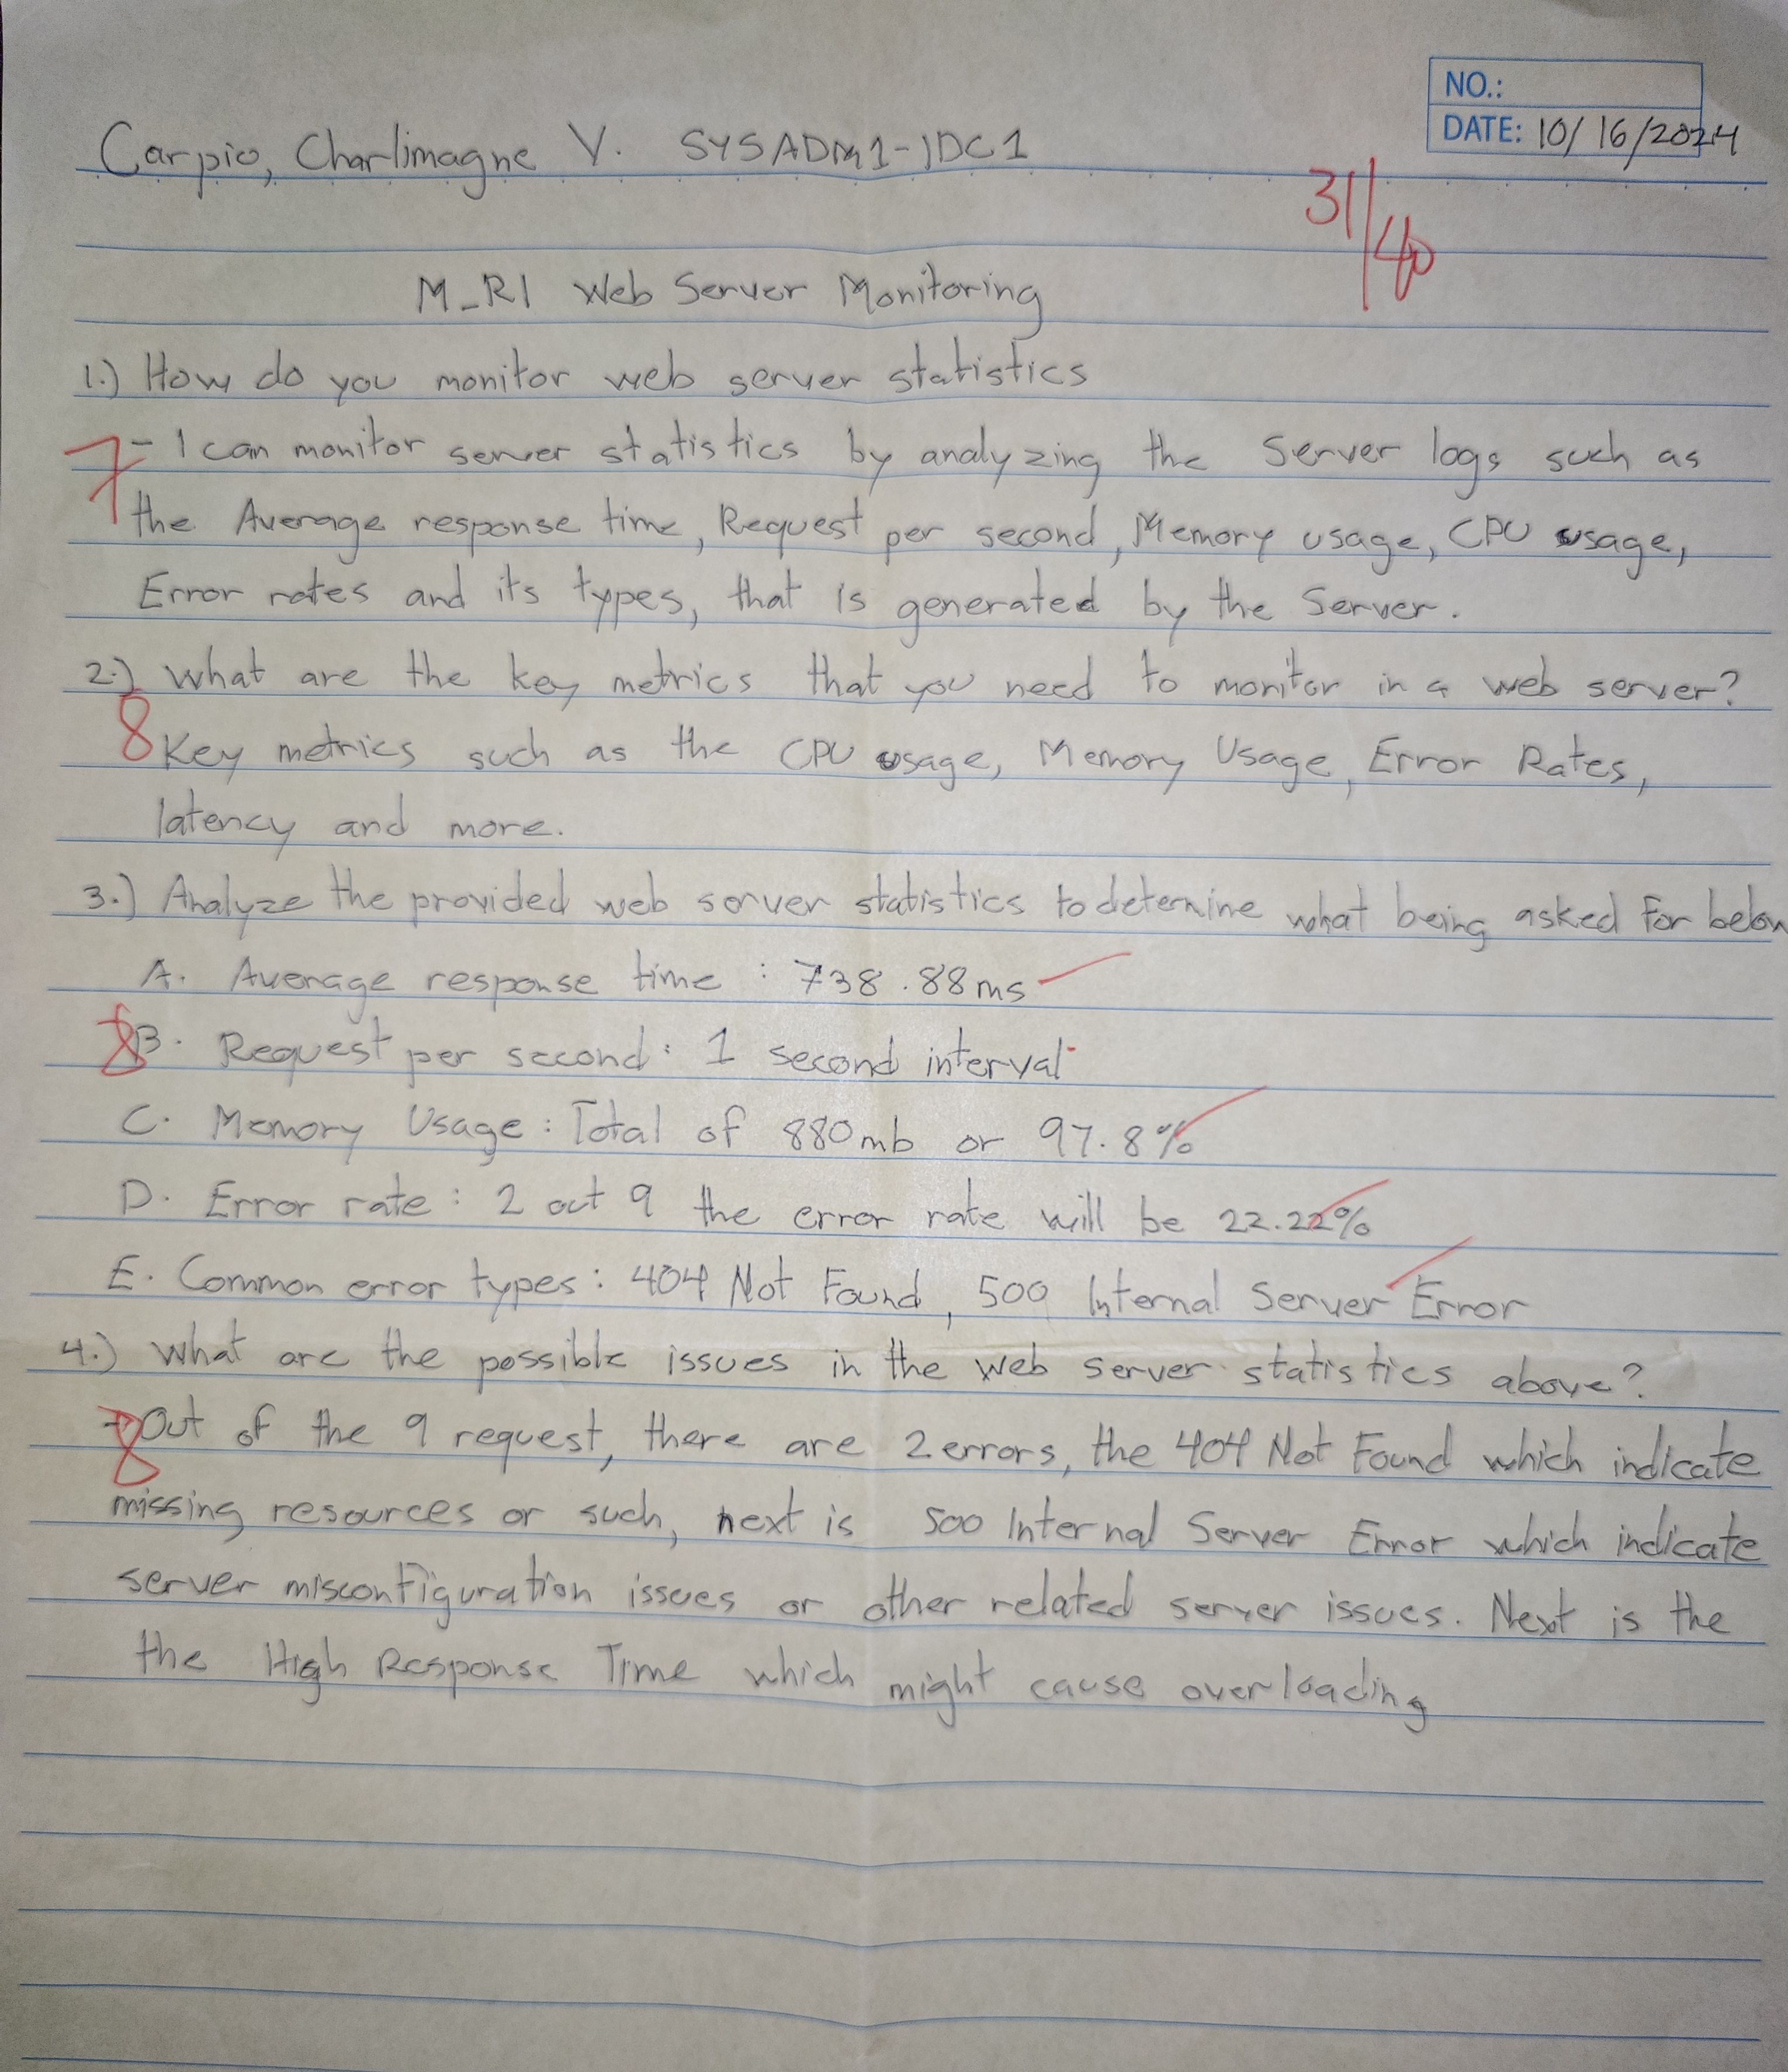 NO.:
DATE: 10/16/2024
Carpio, Charlimagne V. SYSADM1-IDC1
31/40
M_R1 Web Server Monitoring
1.) How do you monitor web server statistics
7 - I can monitor server statistics by analyzing the Server logs such as
the Average response time, Request per second, Memory usage, CPU usage,
Error rates and its types, that is generated by the Server.
2.) What are the key metrics that you need to monitor in a web server?
8 Key metrics such as the CPU usage, Memory Usage, Error Rates,
latency and more.
3.) Analyze the provided web server statistics to determine what being asked for below
A. Average response time : 738.88ms
8 B. Request per second: 1 second interval
C. Memory Usage: Total of 880mb or 97.8%
D. Error rate: 2 out 9 the error rate will be 22.22%
E. Common error types: 404 Not Found, 500 Internal Server Error
4.) What are the possible issues in the web server statistics above?
8 - Out of the 9 request, there are 2 errors, the 404 Not Found which indicate
missing resources or such, next is 500 Internal Server Error which indicate
server misconfiguration issues or other related server issues. Next is the
the High Response Time which might cause overloading